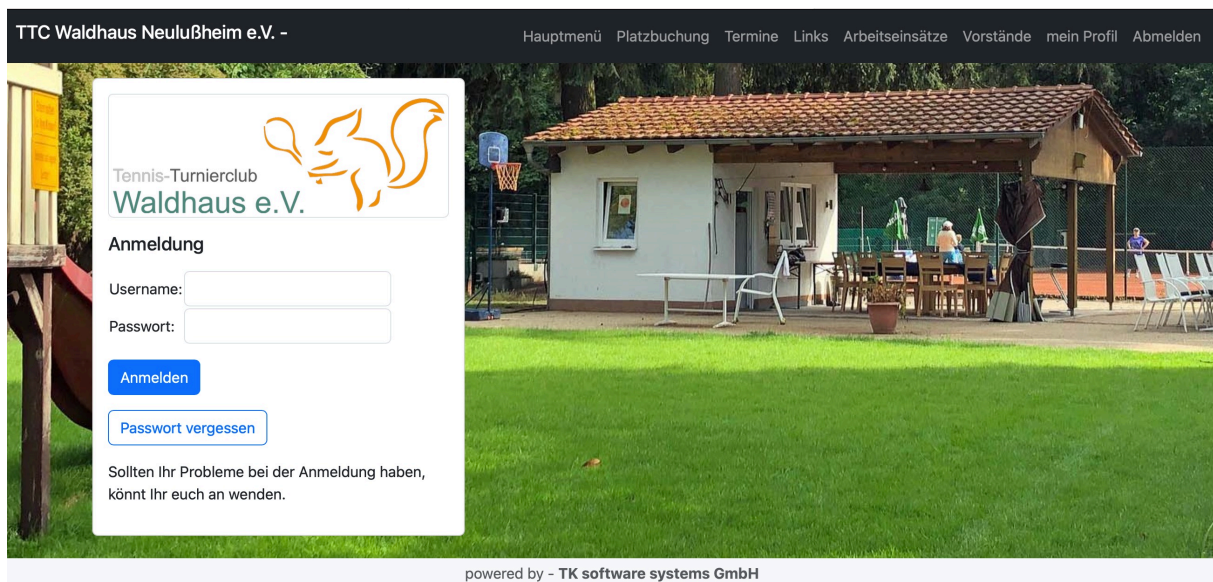 TTC Waldhaus Neulußheim e.V. -
Hauptmenü Platzbuchung Termine Links Arbeitseinsätze Vorstände mein Profil Abmelden
Tennis-Turnierclub
Waldhaus e.V.
Anmeldung
Username:
Passwort:
Anmelden
Passwort vergessen
Sollten Ihr Probleme bei der Anmeldung haben,
könnt Ihr euch an wenden.
powered by - TK software systems GmbH